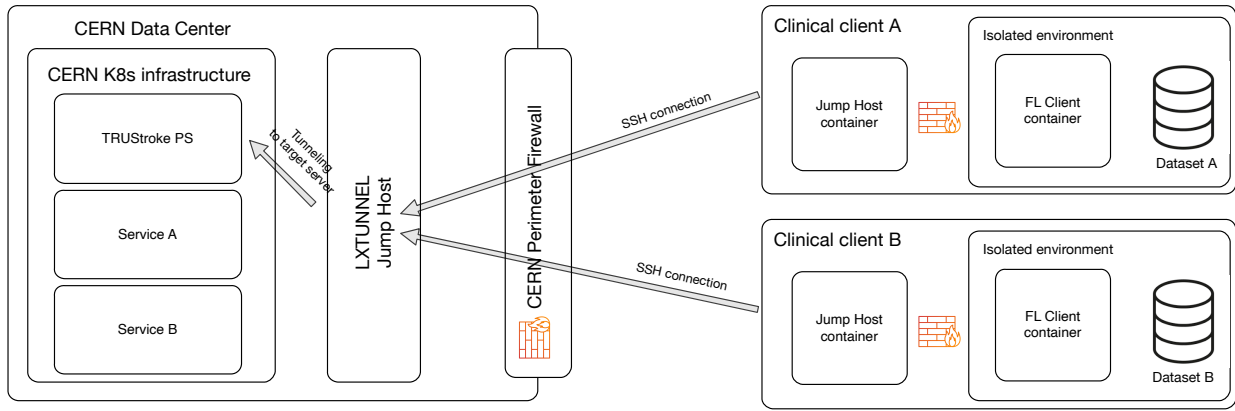 CERN Data Center
CERN K8s infrastructure
TRUStroke PS
Service A
Service B
Tunneling
to target server
LXTUNNEL
Jump Host
CERN Perimeter Firewall
SSH connection
SSH connection
Clinical client A
Jump Host
container
Isolated environment
FL Client
container
Dataset A
Clinical client B
Jump Host
container
Isolated environment
FL Client
container
Dataset B